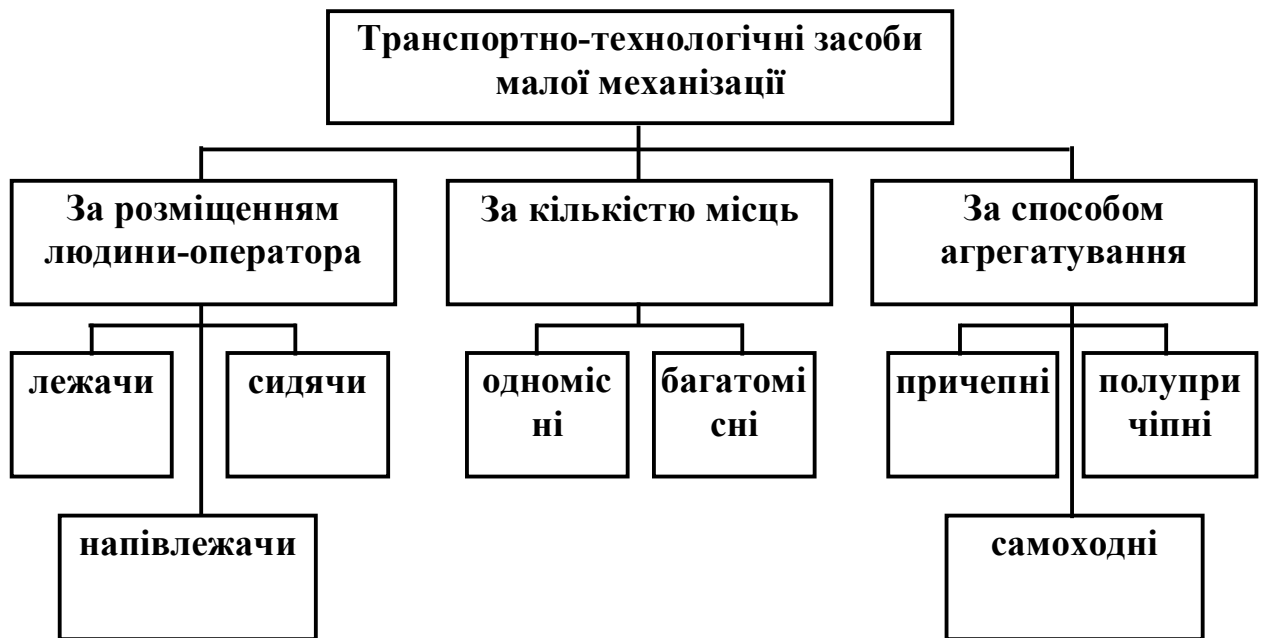 Транспортно-технологічні засоби
малої механізації
За розміщенням
людини-оператора
За кількістю місць
За способом
агрегатування
лежачи
сидячи
одноміс
ні
багатомі
сні
причепні
полупри
чіпні
напівлежачи
самоходні